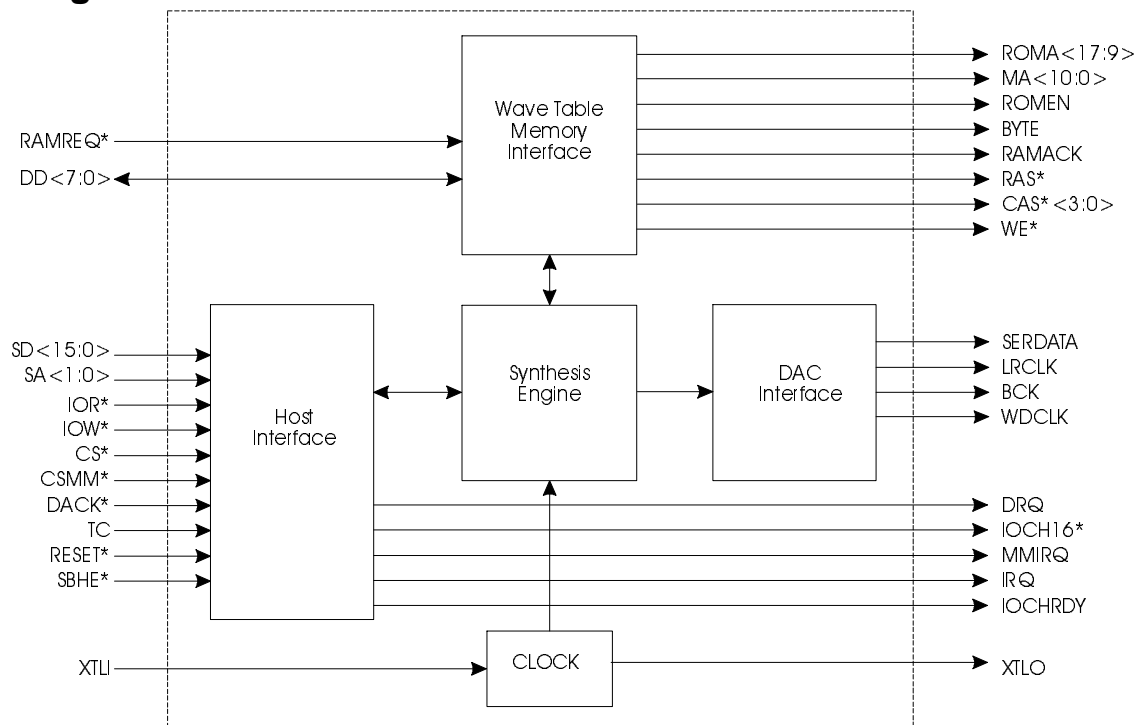 Wave Table
Memory
Interface
RAMREQ*
DD<7:0>
ROMA<17:9>
MA<10:0>
ROMEN
BYTE
RAMACK
RAS*
CAS*<3:0>
WE*
SD<15:0>
SA<1:0>
IOR*
IOW*
CS*
CSMM*
DACK*
TC
RESET*
SBHE*
Host
Interface
Synthesis
Engine
DAC
Interface
SERDATA
LRCLK
BCK
WDCLK
DRQ
IOCH16*
MMIRQ
IRQ
IOCHRDY
XTLI
CLOCK
XTLO